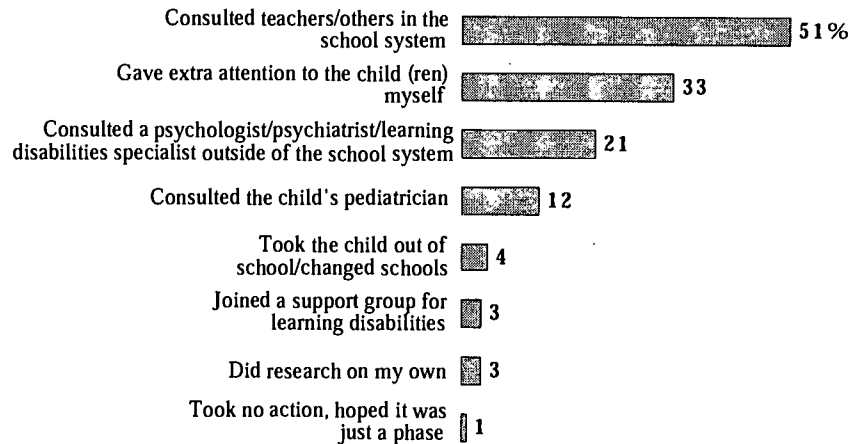 Consulted teachers/others in the
school system
51%
Gave extra attention to the child (ren)
myself
33
Consulted a psychologist/psychiatrist/learning
disabilities specialist outside of the school system
21
Consulted the child's pediatrician
12
Took the child out of
school/changed schools
4
Joined a support group for
learning disabilities
3
Did research on my own
3
Took no action, hoped it was
just a phase
1